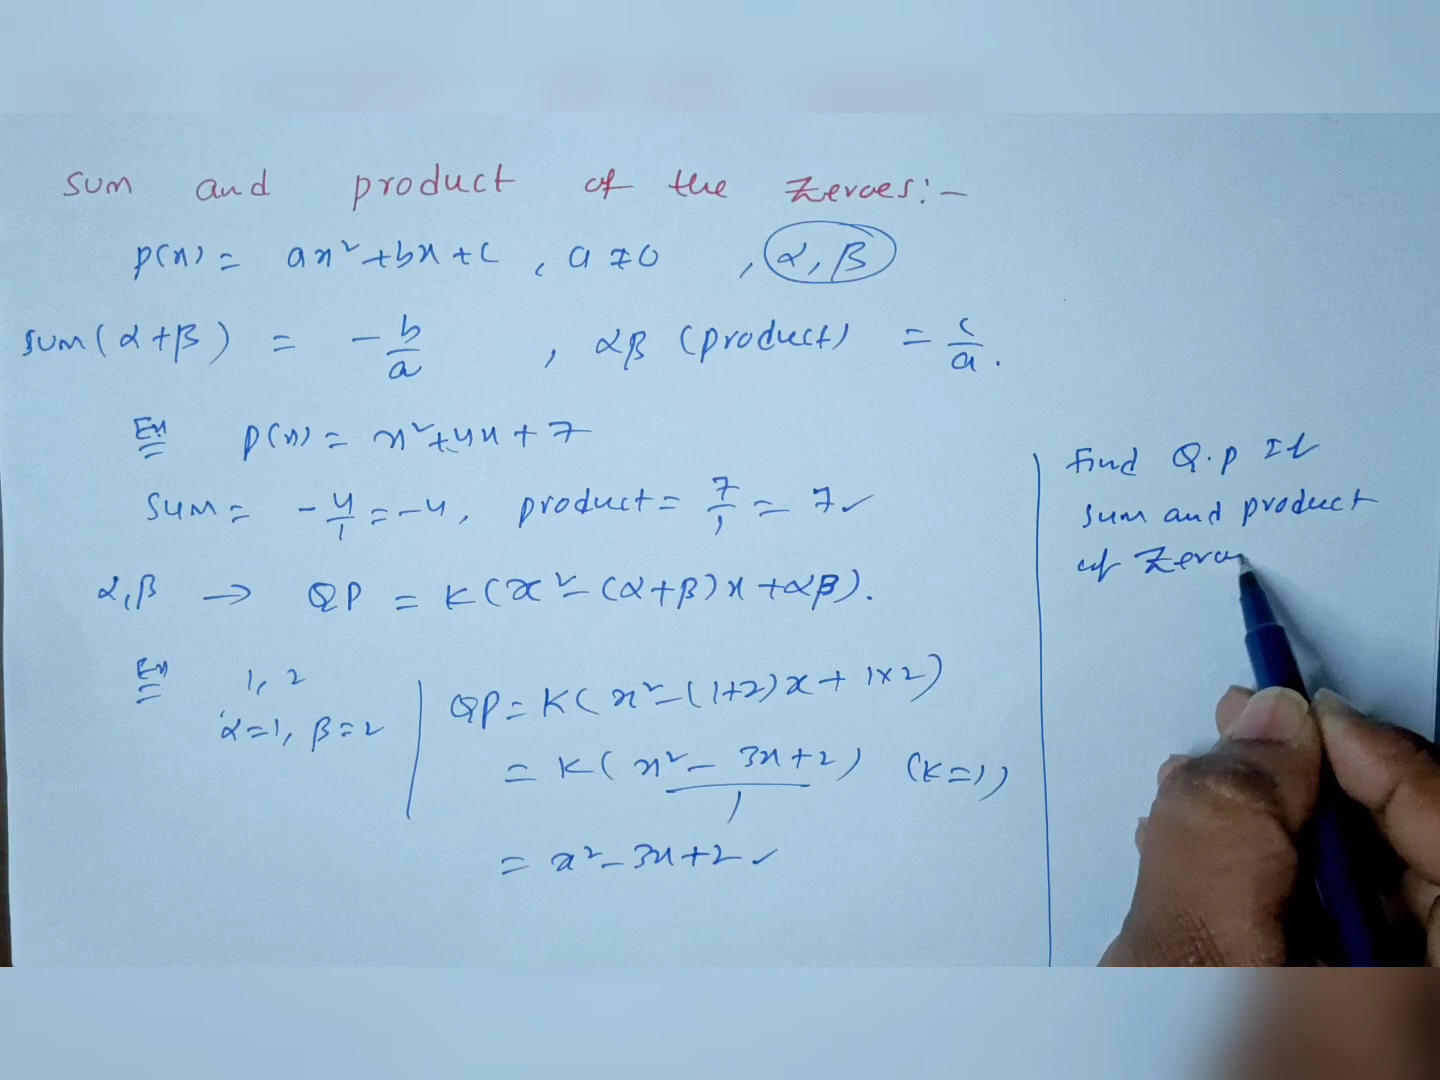 sum and product of the zeroes:-
p(x) = ax²+bx+c , a≠0 , α, β
sum(α+β) = -b/a , αβ (product) = c/a.
Ex p(x) = x²+4x+7
sum = -4/1 = -4, product = 7/1 = 7✓
α,β → QP = K(x²-(α+β)x+αβ).
Ex 1, 2
α=1, β=2
QP = K(x²-(1+2)x+1×2)
= K(x²-3x+2) (K=1)
1
= x²-3x+2✓
Find Q.p If
sum and product
of Zeroe